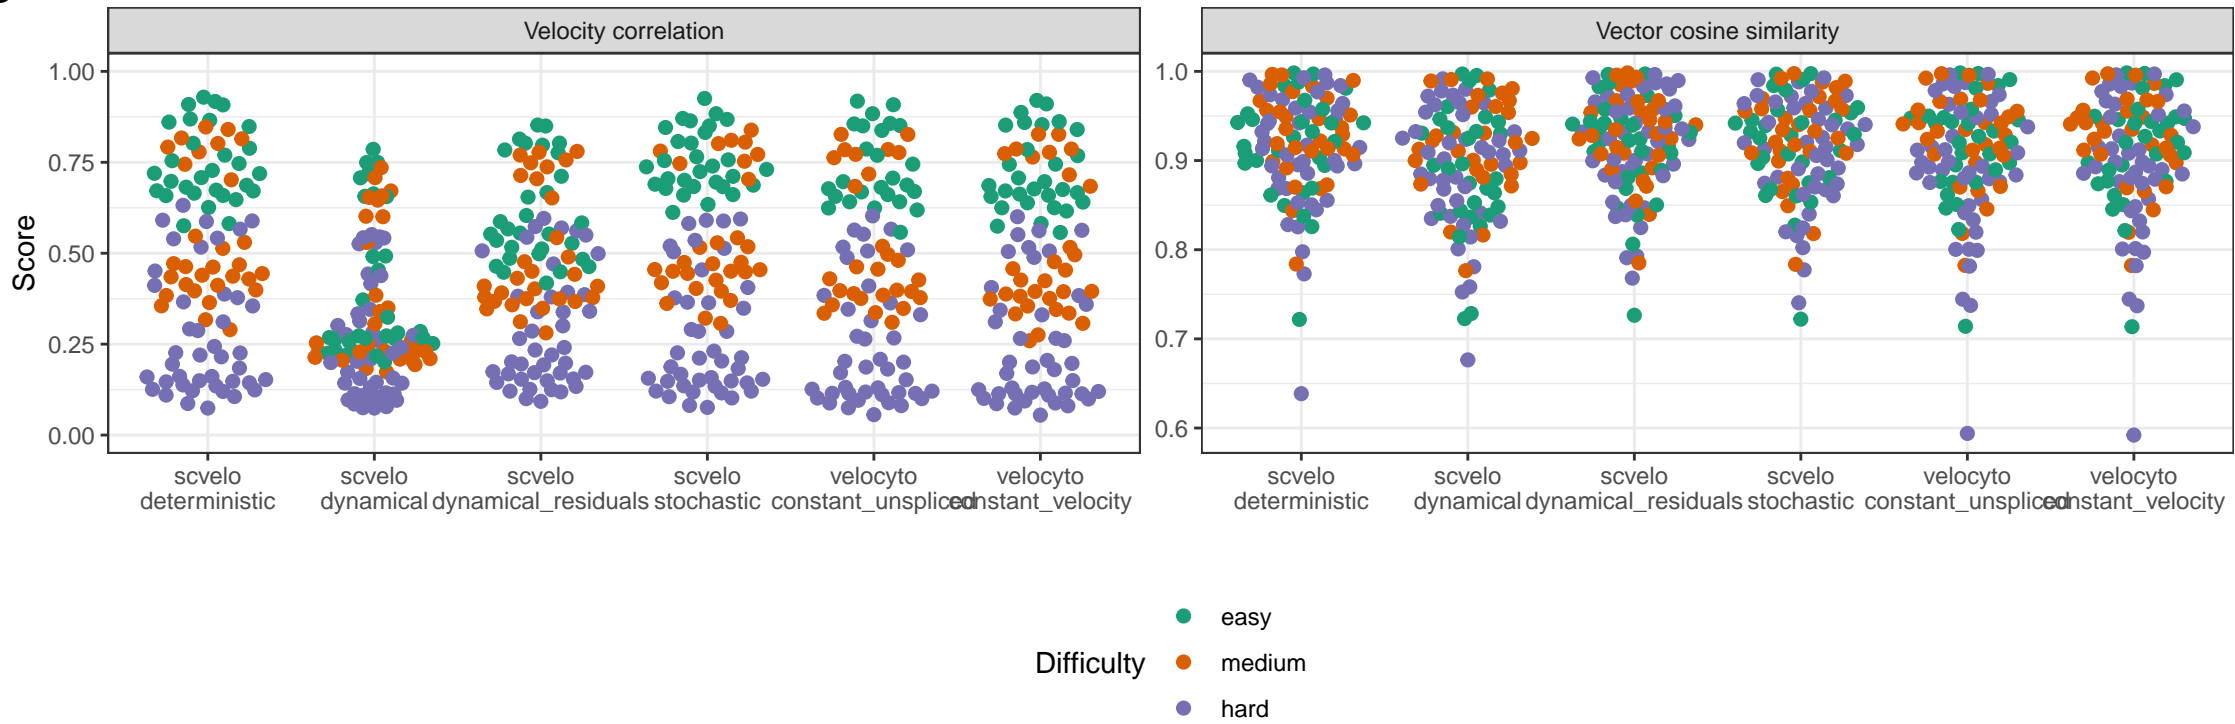 Velocity correlation
Vector cosine similarity
Score
1.00
0.75
0.50
0.25
0.00
1.0
0.9
0.8
0.7
0.6
scvelo
deterministic
scvelo
dynamical
scvelo
dynamical_residuals
scvelo
stochastic
velocyto
constant_unspliced
velocyto
constant_velocity
scvelo
deterministic
scvelo
dynamical
scvelo
dynamical_residuals
scvelo
stochastic
velocyto
constant_unspliced
velocyto
constant_velocity
Difficulty
easy
medium
hard